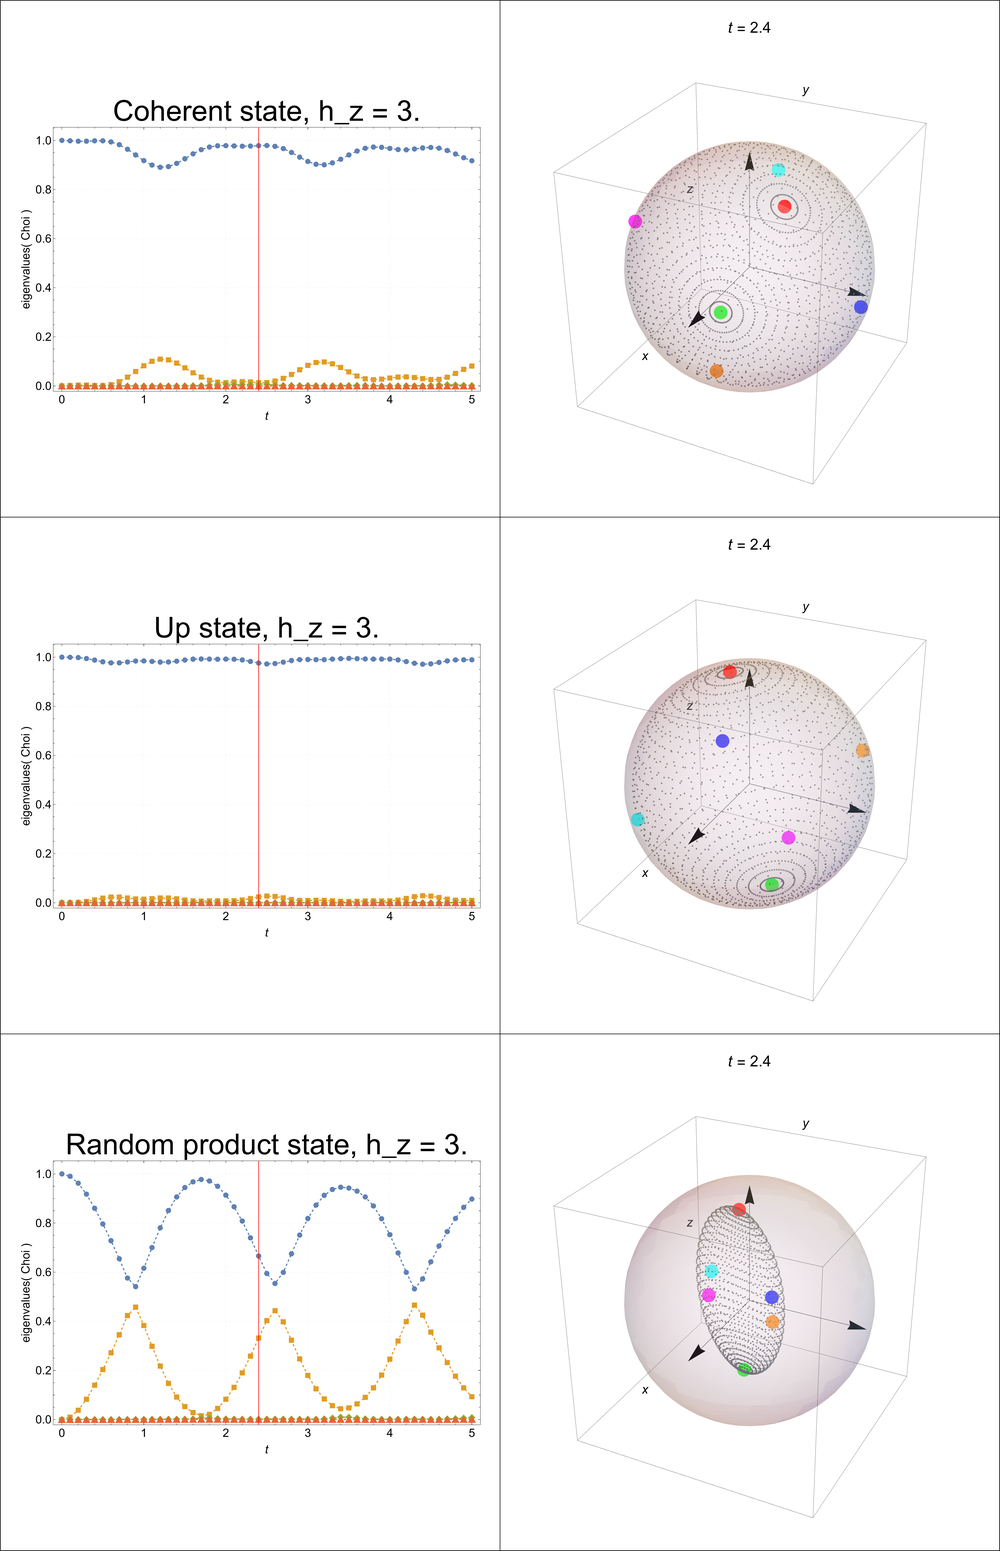 Coherent state, h_z = 3.
eigenvalues( Choi )
1.0
0.8
0.6
0.4
0.2
0.0
0 1 2 3 4 5
t
t = 2.4
y
z
x
Up state, h_z = 3.
eigenvalues( Choi )
1.0
0.8
0.6
0.4
0.2
0.0
0 1 2 3 4 5
t
t = 2.4
y
z
x
Random product state, h_z = 3.
eigenvalues( Choi )
1.0
0.8
0.6
0.4
0.2
0.0
0 1 2 3 4 5
t
t = 2.4
y
z
x